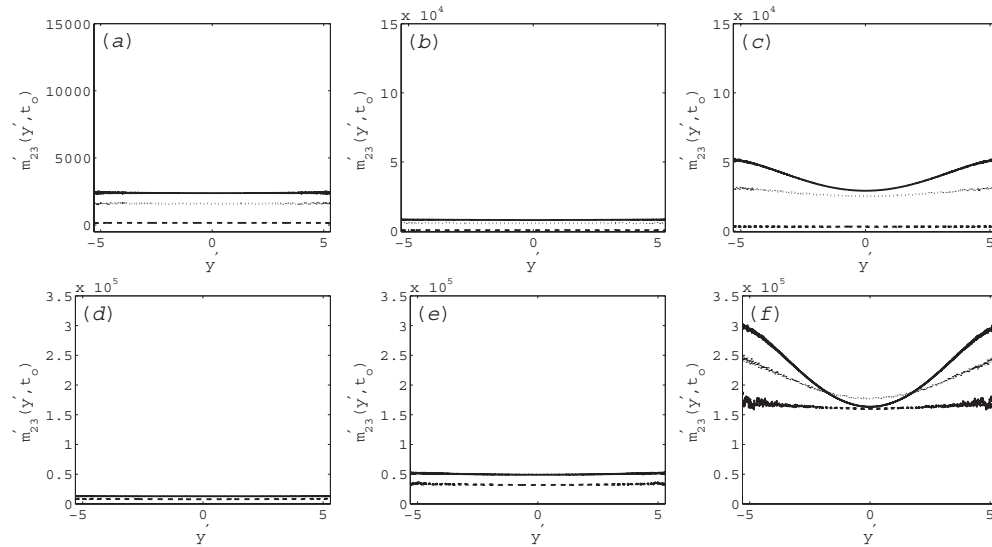 (a)
15000
10000
5000
0
−5 0 5
y′
m′23(y′,to)
(b)
x 10^4
15
10
5
0
−5 0 5
y′
m′23(y′,to)
(c)
x 10^4
15
10
5
0
−5 0 5
y′
m′23(y′,to)
(d)
x 10^5
3.5
3
2.5
2
1.5
1
0.5
0
−5 0 5
y′
m′23(y′,to)
(e)
x 10^5
3.5
3
2.5
2
1.5
1
0.5
0
−5 0 5
y′
m′23(y′,to)
(f)
x 10^5
3.5
3
2.5
2
1.5
1
0.5
0
−5 0 5
y′
m′23(y′,to)